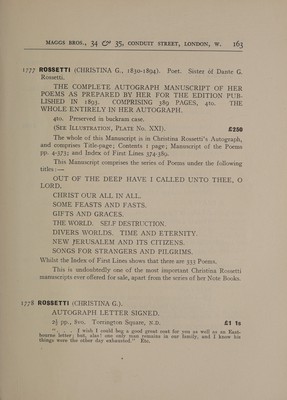 MAGGS BROS., 34 & 35, CONDUIT STREET, LONDON, W. 163
1777 ROSSETTI (CHRISTINA G., 1830-1894). Poet. Sister of Dante G.
Rossetti.
THE COMPLETE AUTOGRAPH MANUSCRIPT OF HER
POEMS AS PREPARED BY HER FOR THE EDITION PUB-
LISHED IN 1893. COMPRISING 389 PAGES, 4to. THE
WHOLE ENTIRELY IN HER AUTOGRAPH.
4to. Preserved in buckram case.
(SEE ILLUSTRATION, PLATE NO. XXI). £250
The whole of this Manuscript is in Christina Rossetti's Autograph,
and comprises Title-page; Contents 1 page; Manuscript of the Poems
pp. 4-373; and Index of First Lines 374-389.
This Manuscript comprises the series of Poems under the following
titles:—
OUT OF THE DEEP HAVE I CALLED UNTO THEE, O
LORD.
CHRIST OUR ALL IN ALL.
SOME FEASTS AND FASTS.
GIFTS AND GRACES.
THE WORLD. SELF DESTRUCTION.
DIVERS WORLDS. TIME AND ETERNITY.
NEW JERUSALEM AND ITS CITIZENS.
SONGS FOR STRANGERS AND PILGRIMS.
Whilst the Index of First Lines shows that there are 333 Poems.
This is undoubtedly one of the most important Christina Rossetti
manuscripts ever offered for sale, apart from the series of her Note Books.
1778 ROSSETTI (CHRISTINA G.).
AUTOGRAPH LETTER SIGNED.
2½ pp., 8vo. Torrington Square, N.D. £1 1s
" . . . I wish I could beg a good great coat for you as well as an East-
bourne letter; but, alas! one only man remains in our family, and I know his
things were the other day exhausted." Etc.